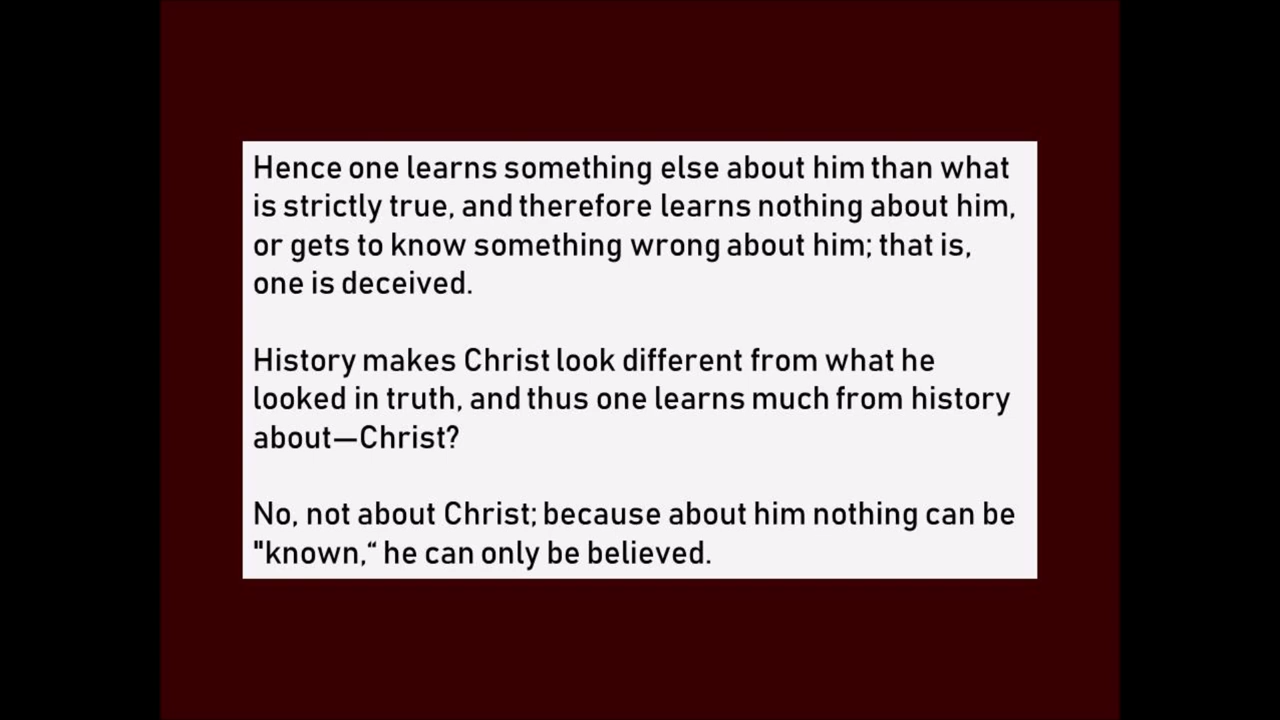 Hence one learns something else about him than what
is strictly true, and therefore learns nothing about him,
or gets to know something wrong about him; that is,
one is deceived.
History makes Christ look different from what he
looked in truth, and thus one learns much from history
about—Christ?
No, not about Christ; because about him nothing can be
"known,“ he can only be believed.